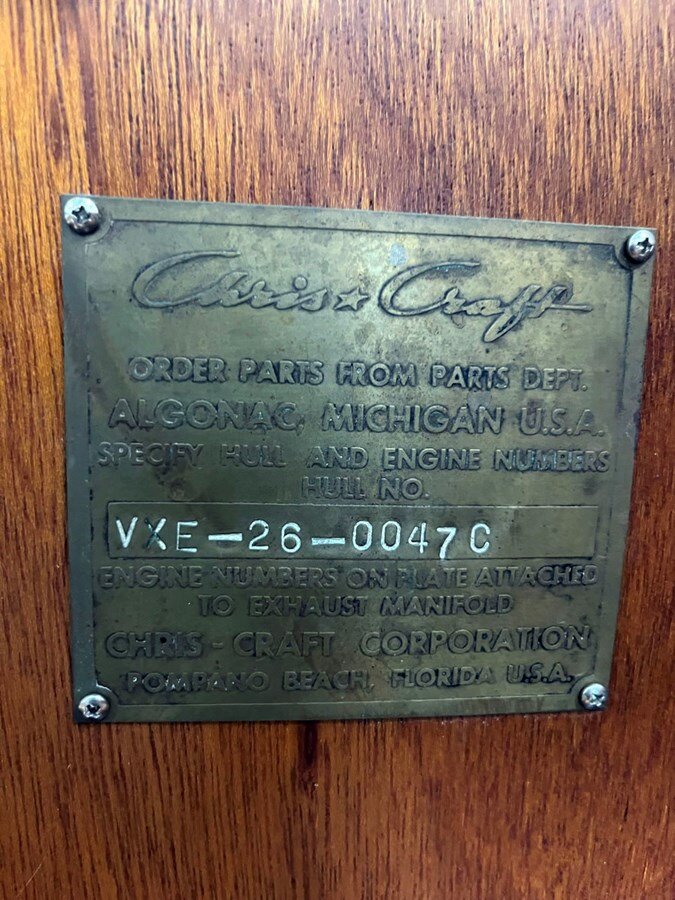 Chris★Craft
ORDER PARTS FROM PARTS DEPT.
ALGONAC, MICHIGAN U.S.A.
SPECIFY HULL AND ENGINE NUMBERS
HULL NO.
VXE-26-0047C
ENGINE NUMBERS ON PLATE ATTACHED
TO EXHAUST MANIFOLD
CHRIS-CRAFT CORPORATION
POMPANO BEACH, FLORIDA U.S.A.